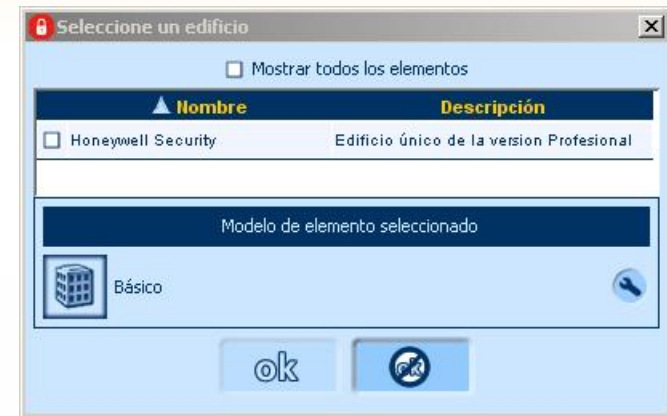 Seleccione un edificio
Mostrar todos los elementos
Nombre Descripción
Honeywell Security Edificio único de la version Profesional
Modelo de elemento seleccionado
Básico
ok ok